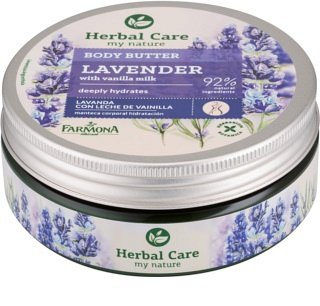 Herbal Care
my nature
BODY BUTTER
LAVENDER
with vanilla milk
deeply hydrates
92%
natural
ingredients
LAVANDA
CON LECHE DE VAINILLA
manteca corporal hidratación
FARMONA
Herbal Care
my nature